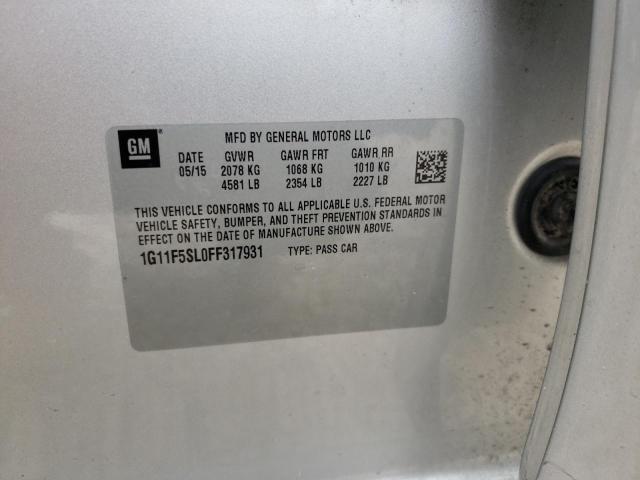 GM ®
MFD BY GENERAL MOTORS LLC
DATE GVWR GAWR FRT GAWR RR
05/15 2078 KG 1068 KG 1010 KG
4581 LB 2354 LB 2227 LB
THIS VEHICLE CONFORMS TO ALL APPLICABLE U.S. FEDERAL MOTOR
VEHICLE SAFETY, BUMPER, AND THEFT PREVENTION STANDARDS IN
EFFECT ON THE DATE OF MANUFACTURE SHOWN ABOVE.
1G11F5SL0FF317931 TYPE: PASS CAR